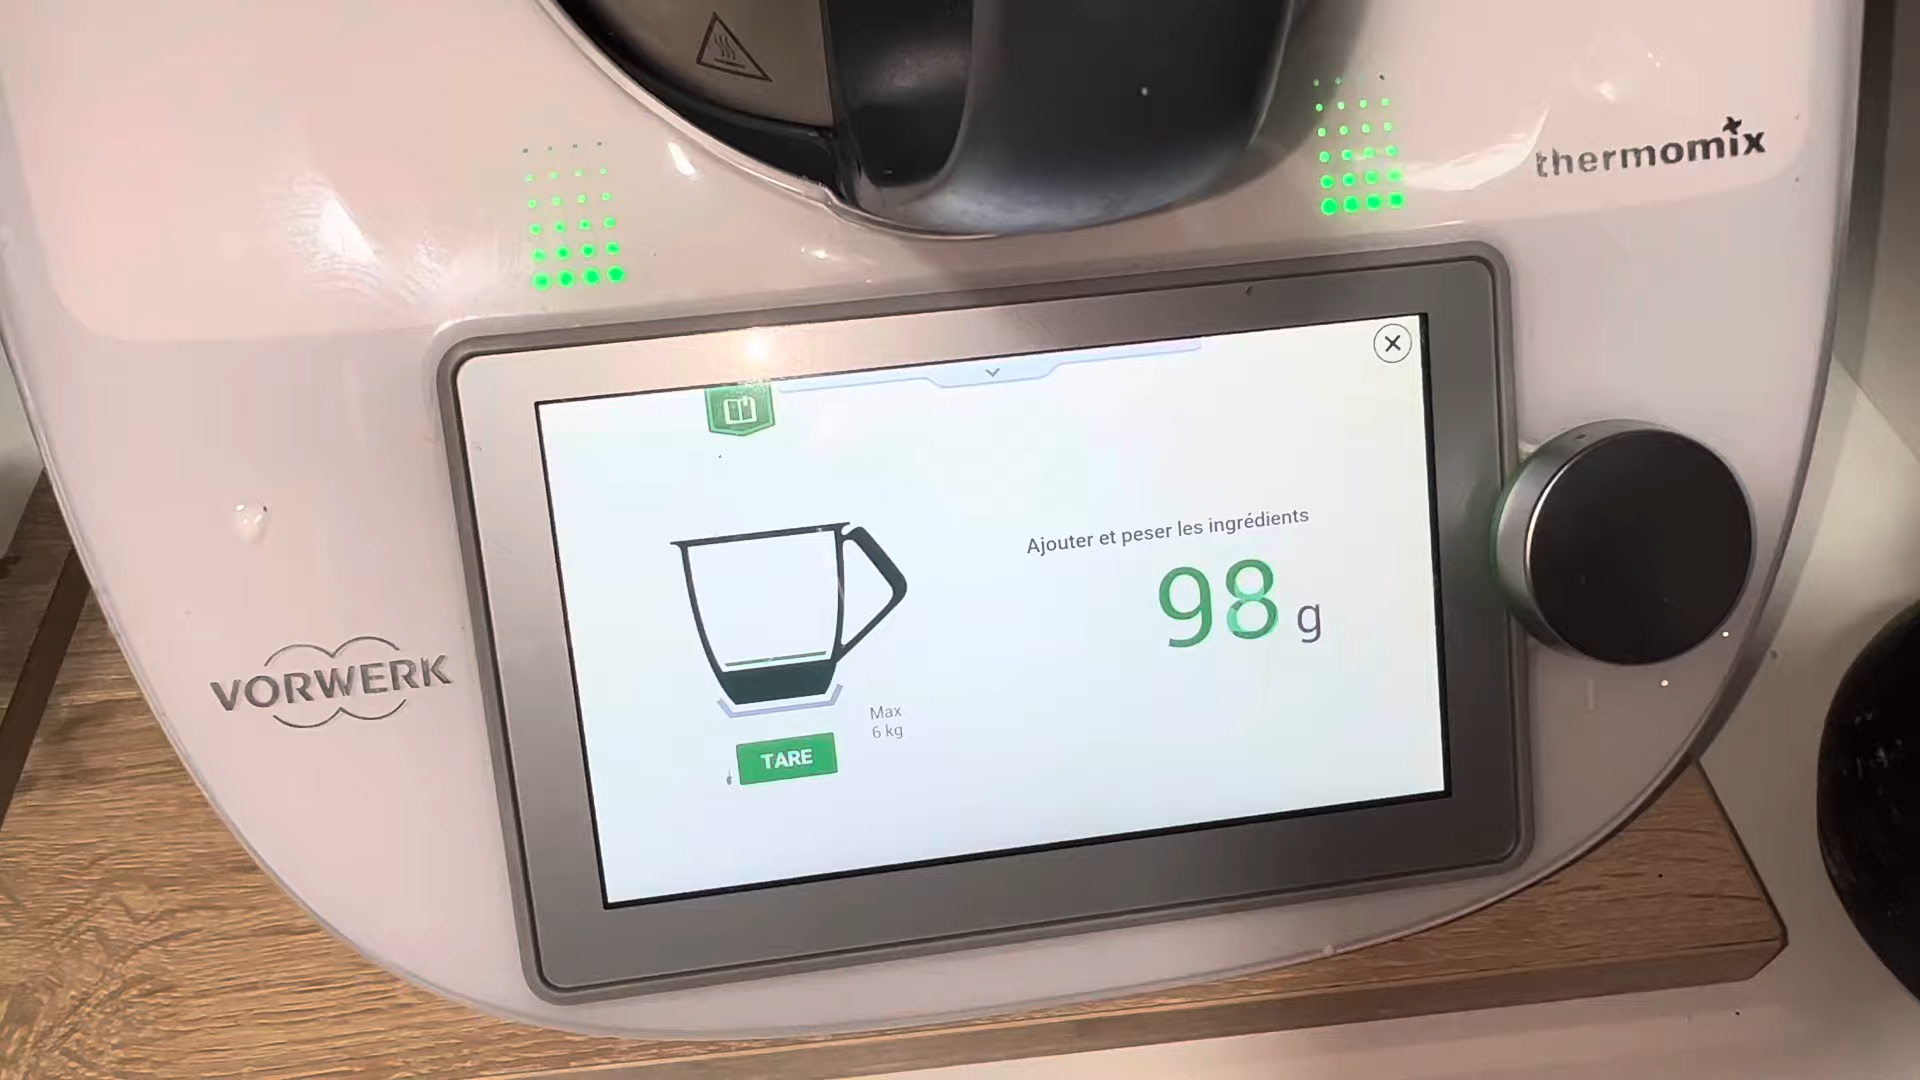 thermomix
Ajouter et peser les ingrédients
98 g
VORWERK
Max
6 kg
TARE